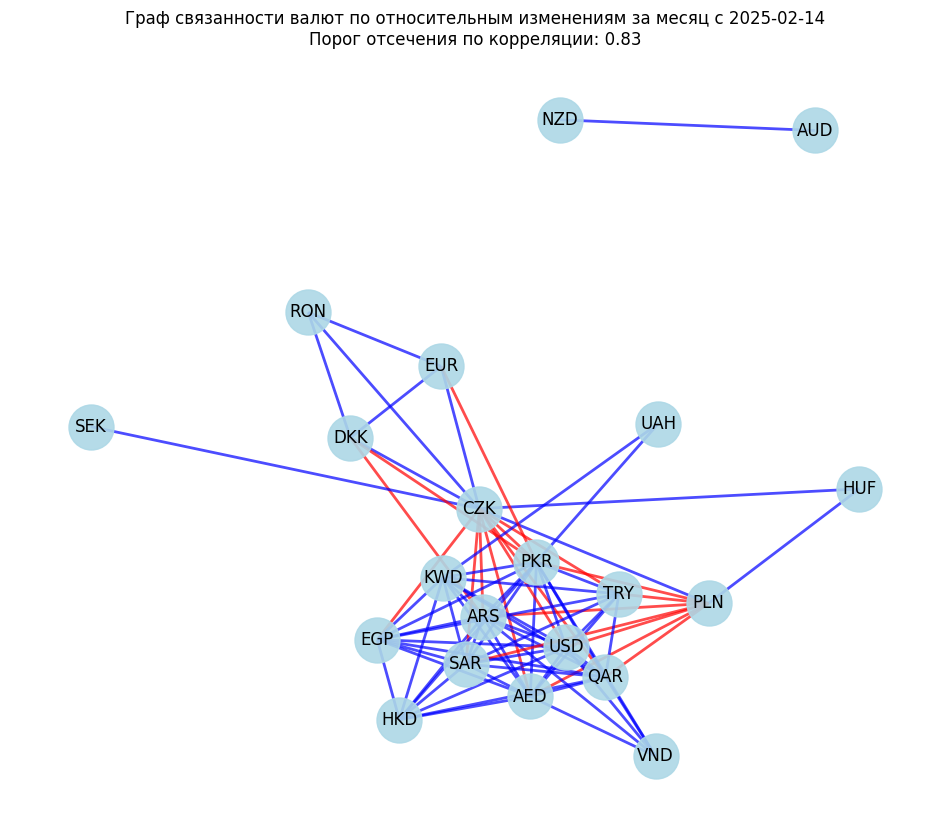 Граф связанности валют по относительным изменениям за месяц с 2025-02-14
Порог отсечения по корреляции: 0.83
NZD
AUD
RON
EUR
SEK
DKK
UAH
HUF
CZK
PKR
KWD
TRY
PLN
ARS
EGP
USD
SAR
QAR
AED
HKD
VND